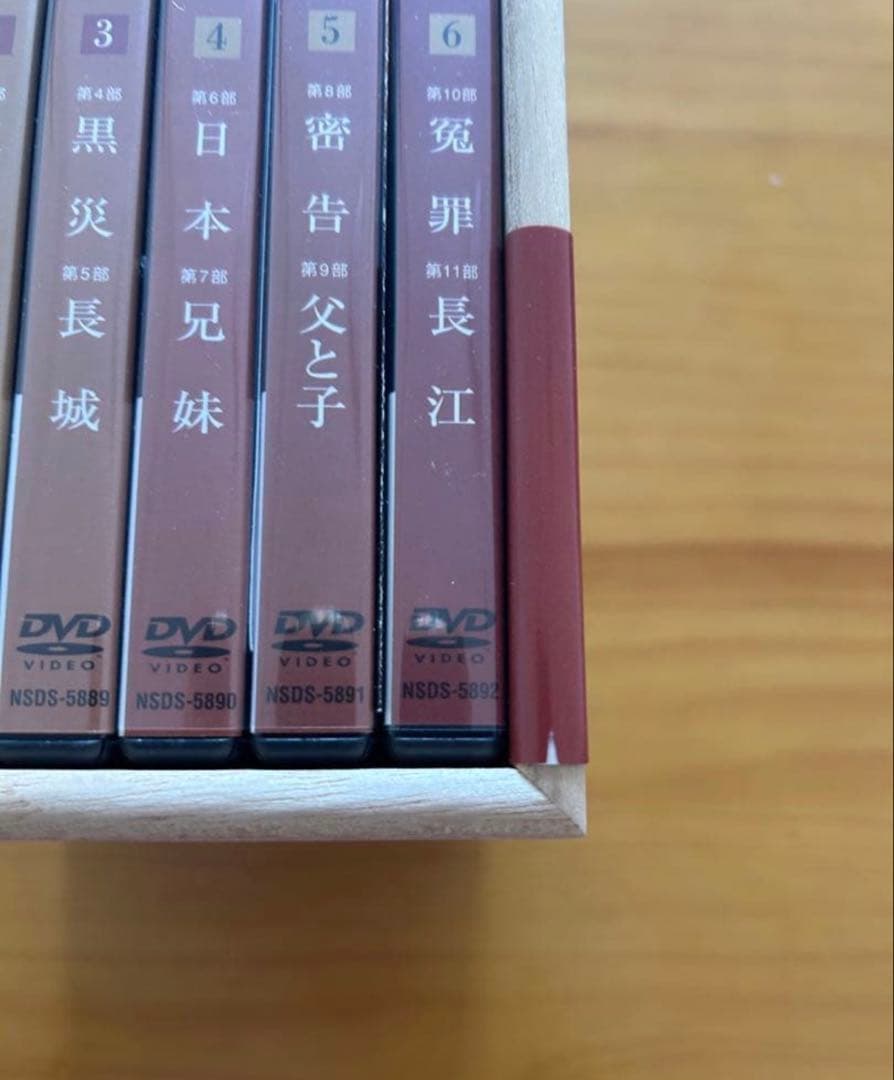 3
第4部
黒災
第5部
長城
DVD
VIDEO
NSDS-5889
4
第6部
日本
第7部
兄妹
DVD
VIDEO
NSDS-5890
5
第8部
密告
第9部
父と子
DVD
VIDEO
NSDS-5891
6
第10部
冤罪
第11部
長江
DVD
VIDEO
NSDS-5892